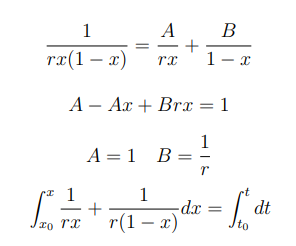 1/(rx(1 − x)) = A/(rx) + B/(1 − x)
A − Ax + Brx = 1
A = 1  B = 1/r
∫_{x_0}^{x} 1/(rx) + 1/(r(1 − x)) dx = ∫_{t_0}^{t} dt